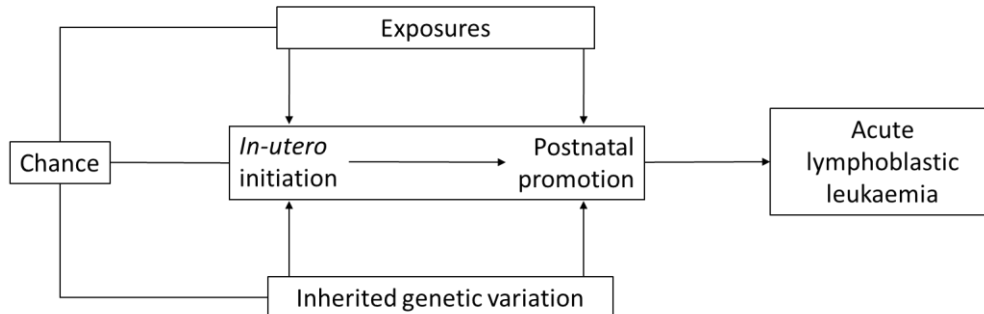 Exposures
Chance
In-utero
initiation
Postnatal
promotion
Acute
lymphoblastic
leukaemia
Inherited genetic variation